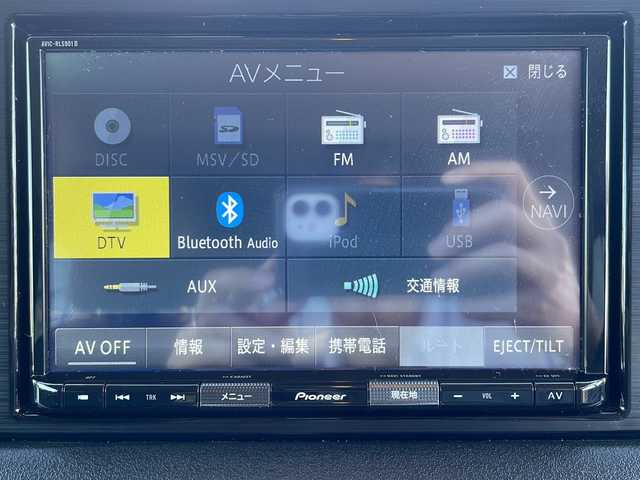 AVIC-RL5901Ⅲ
AVメニュー
閉じる
DISC
MSV/SD
FM
AM
DTV
Bluetooth Audio
iPod
USB
NAVI
AUX
交通情報
AV OFF
情報
設定・編集
携帯電話
ルート
EJECT/TILT
TRK
メニュー
Pioneer
現在地
VOL
AV